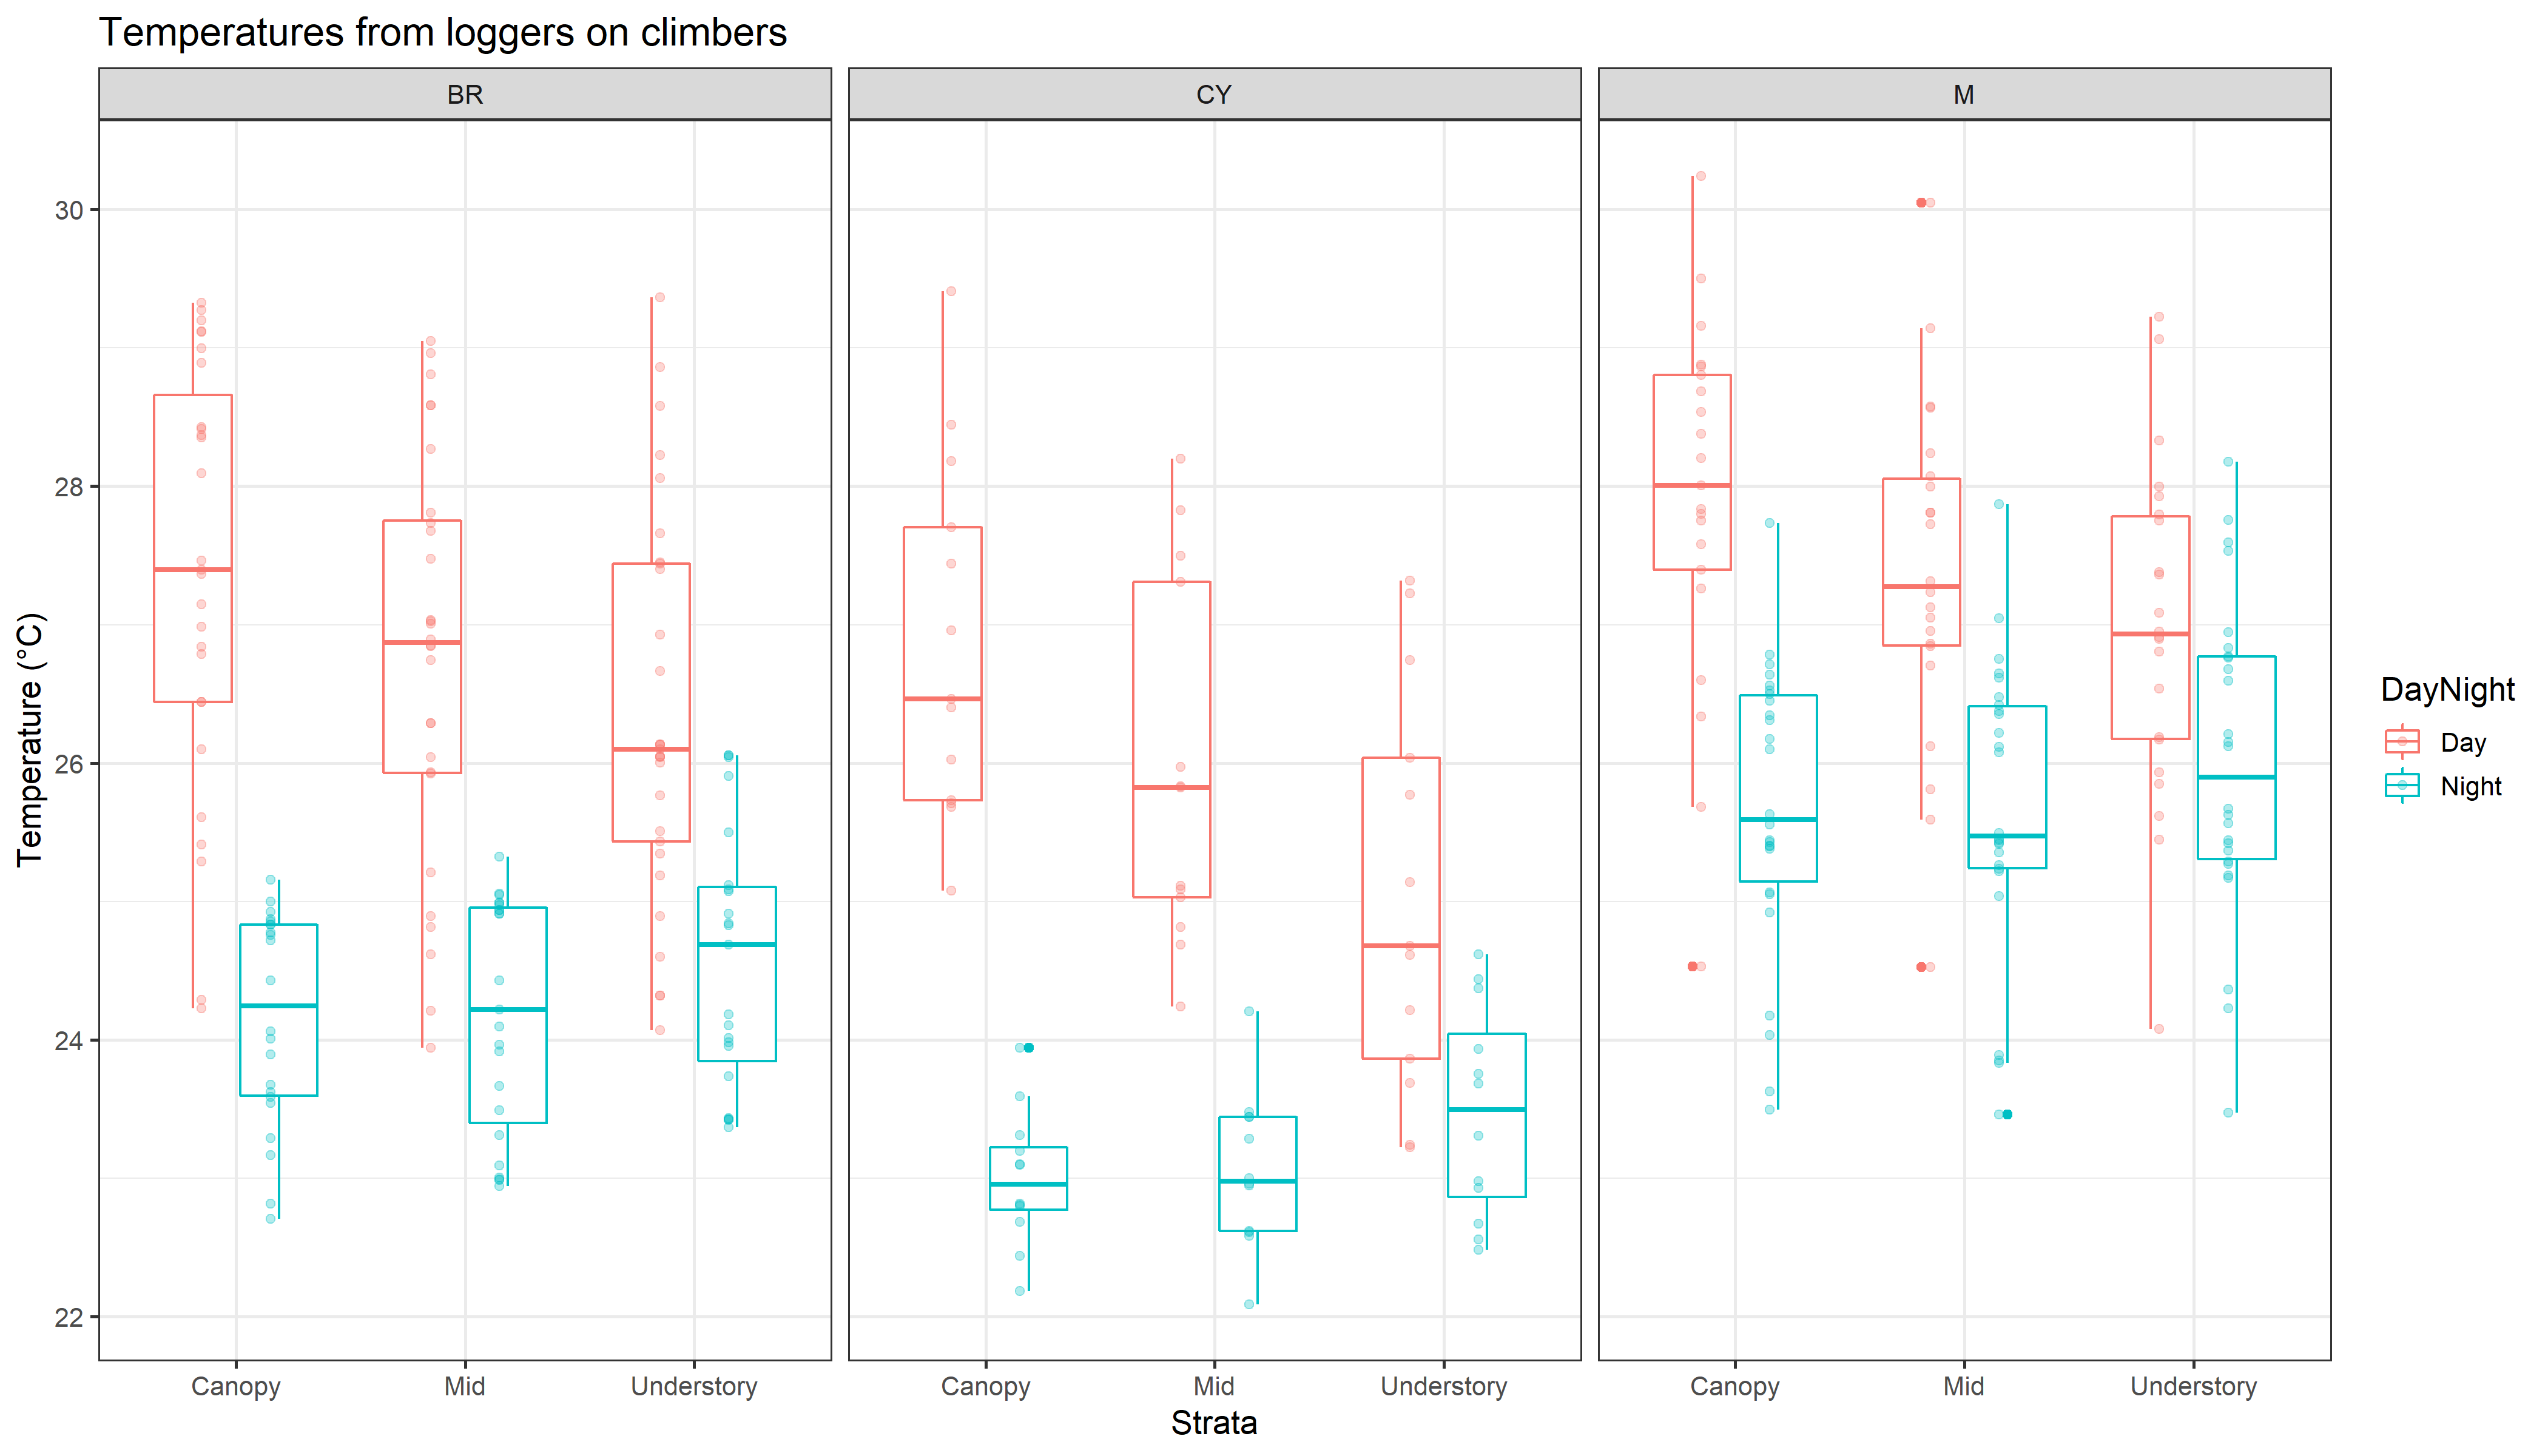 Temperatures from loggers on climbers
BR
CY
M
Temperature (°C)
30
28
26
24
22
Canopy
Mid
Understory
Canopy
Mid
Understory
Canopy
Mid
Understory
Strata
DayNight
Day
Night